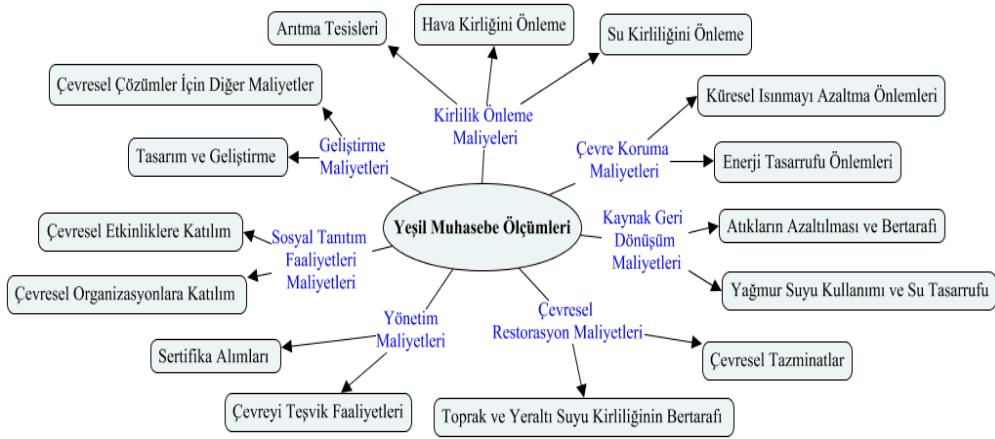 Arıtma Tesisleri
Hava Kirliğini Önleme
Su Kirliliğini Önleme
Çevresel Çözümler İçin Diğer Maliyetler
Küresel Isınmayı Azaltma Önlemleri
Kirlilik Önleme
Maliyeleri
Tasarım ve Geliştirme
Geliştirme
Maliyetleri
Çevre Koruma
Maliyetleri
Enerji Tasarrufu Önlemleri
Yeşil Muhasebe Ölçümleri
Çevresel Etkinliklere Katılım
Sosyal Tanıtım
Faaliyetleri
Maliyetleri
Kaynak Geri
Dönüşüm
Maliyetleri
Atıkların Azaltılması ve Bertarafı
Çevresel Organizasyonlara Katılım
Yağmur Suyu Kullanımı ve Su Tasarrufu
Yönetim
Maliyetleri
Çevresel
Restorasyon Maliyetleri
Sertifika Alımları
Çevresel Tazminatlar
Çevreyi Teşvik Faaliyetleri
Toprak ve Yeraltı Suyu Kirliliğinin Bertarafı